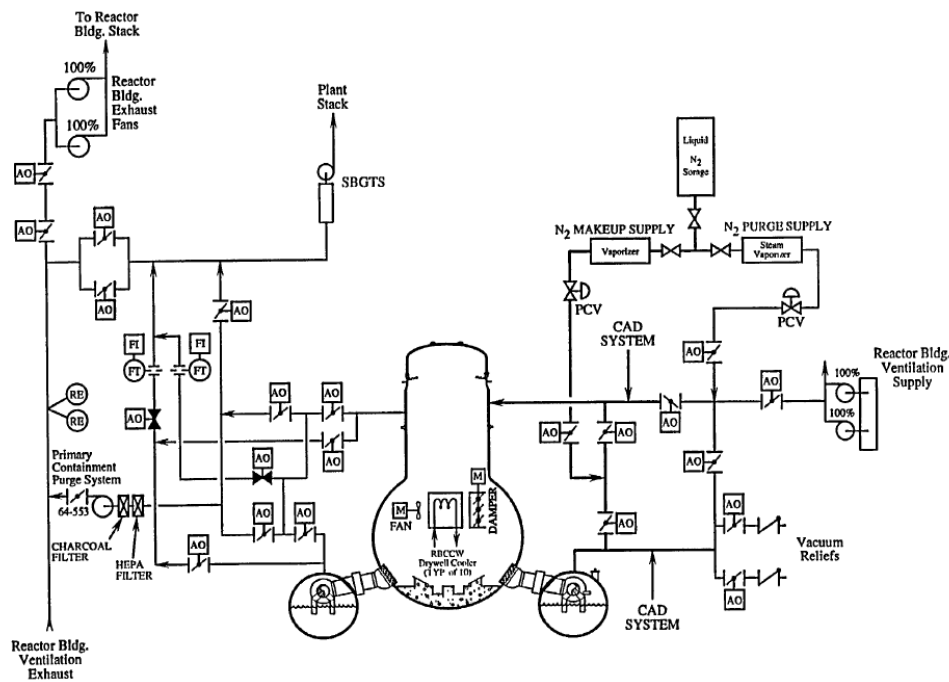 To Reactor
Bldg. Stack
100%
Reactor
Bldg.
Exhaust
Fans
100%
AO
AO
AO
AO
Plant
Stack
SBGTS
AO
FI
FT
FI
FT
AO
RE
RE
Primary
Containment
Purge System
64-553
CHARCOAL
FILTER
HEPA
FILTER
AO
AO
AO
AO
AO
AO
AO
Reactor Bldg.
Ventilation
Exhaust
M
FAN
M
DAMPER
RBCCW
Drywell Cooler
(TYP of 10)
Liquid
N2
Sorage
N2 MAKEUP SUPPLY
N2 PURGE SUPPLY
Vaporizer
Steam
Vaporizer
PCV
PCV
CAD
SYSTEM
AO
AO
AO
AO
AO
AO
AO
Reactor Bldg.
Ventilation
Supply
100%
100%
AO
AO
Vacuum
Reliefs
CAD
SYSTEM